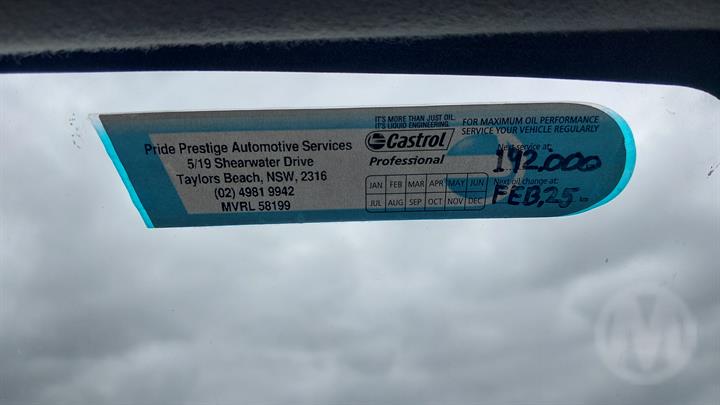 Pride Prestige Automotive Services
5/19 Shearwater Drive
Taylors Beach, NSW, 2316
(02) 4981 9942
MVRL 58199
IT'S MORE THAN JUST OIL.
IT'S LIQUID ENGINEERING.
Castrol
Professional
JAN FEB MAR APR MAY JUN
JUL AUG SEP OCT NOV DEC
FOR MAXIMUM OIL PERFORMANCE
SERVICE YOUR VEHICLE REGULARLY
Next service at:
192.000
Next oil change at:
FEB,25 km
M